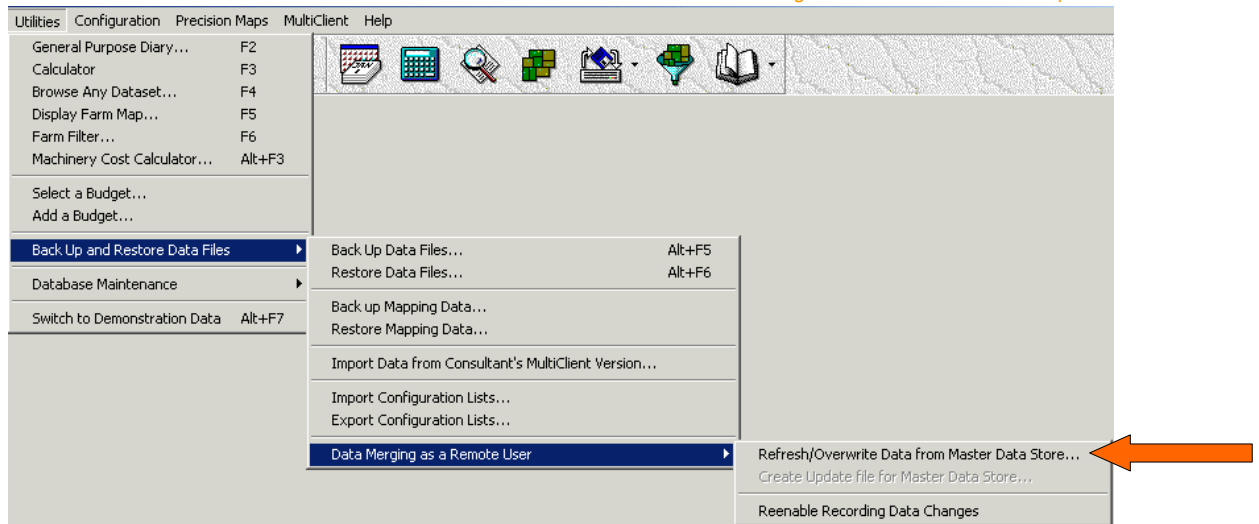 Utilities Configuration Precision Maps MultiClient Help
General Purpose Diary... F2
Calculator F3
Browse Any Dataset... F4
Display Farm Map... F5
Farm Filter... F6
Machinery Cost Calculator... Alt+F3
Select a Budget...
Add a Budget...
Back Up and Restore Data Files
Database Maintenance
Switch to Demonstration Data Alt+F7
JAN
Back Up Data Files... Alt+F5
Restore Data Files... Alt+F6
Back up Mapping Data...
Restore Mapping Data...
Import Data from Consultant's MultiClient Version...
Import Configuration Lists...
Export Configuration Lists...
Data Merging as a Remote User
Refresh/Overwrite Data from Master Data Store...
Create Update file for Master Data Store...
Reenable Recording Data Changes